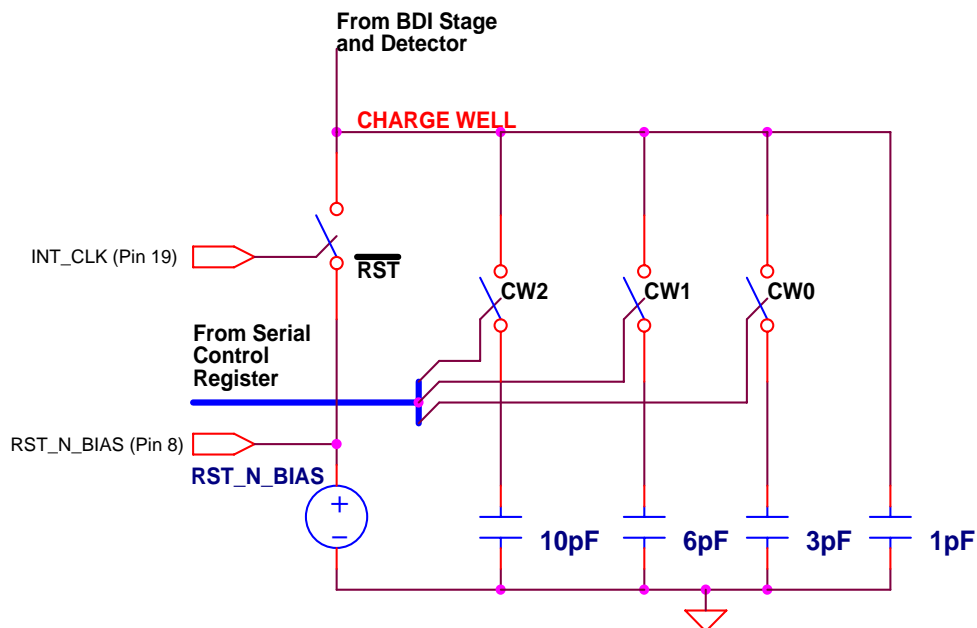 From BDI Stage
and Detector
CHARGE WELL
INT_CLK (Pin 19)
RST
CW2
CW1
CW0
From Serial
Control
Register
RST_N_BIAS (Pin 8)
RST_N_BIAS
+
−
10pF
6pF
3pF
1pF